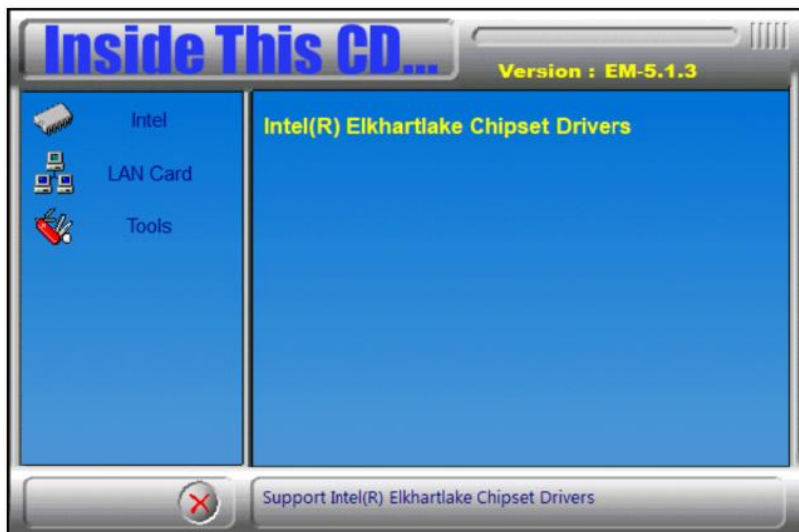 Inside This CD...
Version : EM-5.1.3
Intel
LAN Card
Tools
Intel(R) Elkhartlake Chipset Drivers
Support Intel(R) Elkhartlake Chipset Drivers